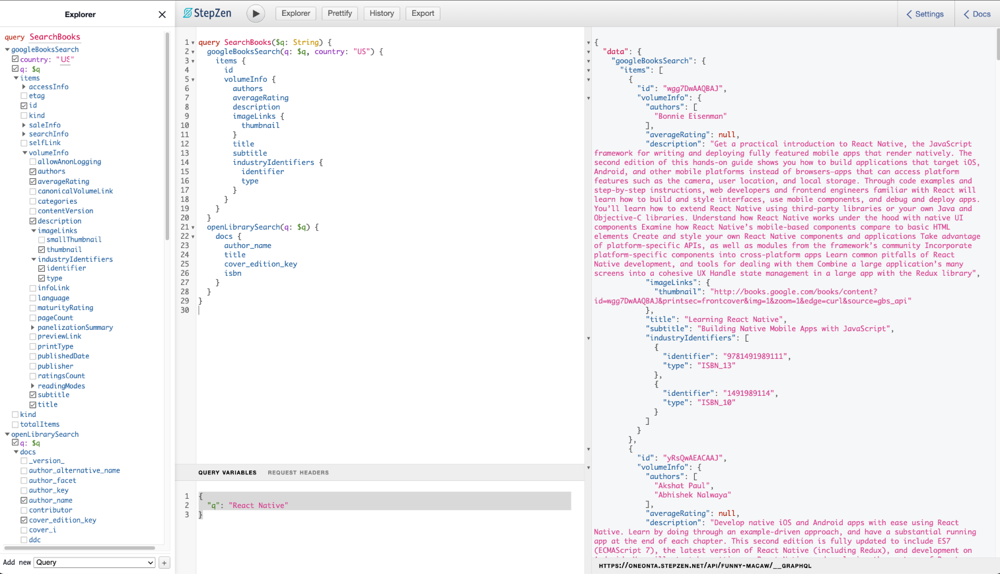 Explorer
StepZen
Explorer
Prettify
History
Export
Settings
Docs
query SearchBooks
googleBooksSearch
country: "US"
q: $q
items
accessInfo
etag
id
kind
saleInfo
searchInfo
selfLink
volumeInfo
allowAnonLogging
authors
averageRating
canonicalVolumeLink
categories
contentVersion
description
imageLinks
smallThumbnail
thumbnail
industryIdentifiers
identifier
type
infoLink
language
maturityRating
pageCount
panelizationSummary
previewLink
printType
publishedDate
publisher
ratingsCount
readingModes
subtitle
title
kind
totalItems
openLibrarySearch
q: $q
docs
_version_
author_alternative_name
author_facet
author_key
author_name
contributor
cover_edition_key
cover_i
ddc
Add new Query +
1 query SearchBooks($q: String) {
2 googleBooksSearch(q: $q, country: "US") {
3 items {
4 id
5 volumeInfo {
6 authors
7 averageRating
8 description
9 imageLinks {
10 thumbnail
11 }
12 title
13 subtitle
14 industryIdentifiers {
15 identifier
16 type
17 }
18 }
19 }
20 }
21 openLibrarySearch(q: $q) {
22 docs {
23 author_name
24 title
25 cover_edition_key
26 isbn
27 }
28 }
29 }
30
QUERY VARIABLES REQUEST HEADERS
1 {
2 "q": "React Native"
3 }
{
"data": {
"googleBooksSearch": {
"items": [
{
"id": "wgg7DwAAQBAJ",
"volumeInfo": {
"authors": [
"Bonnie Eisenman"
],
"averageRating": null,
"description": "Get a practical introduction to React Native, the JavaScript
framework for writing and deploying fully featured mobile apps that render natively. The
second edition of this hands-on guide shows you how to build applications that target iOS,
Android, and other mobile platforms instead of browsers—apps that can access platform
features such as the camera, user location, and local storage. Through code examples and
step-by-step instructions, web developers and frontend engineers familiar with React will
learn how to build and style interfaces, use mobile components, and debug and deploy apps.
You’ll learn how to extend React Native using third-party libraries or your own Java and
Objective-C libraries. Understand how React Native works under the hood with native UI
components Examine how React Native’s mobile-based components compare to basic HTML
elements Create and style your own React Native components and applications Take advantage
of platform-specific APIs, as well as modules from the framework’s community Incorporate
platform-specific components into cross-platform apps Learn common pitfalls of React
Native development, and tools for dealing with them Combine a large application’s many
screens into a cohesive UX Handle state management in a large app with the Redux library",
"imageLinks": {
"thumbnail": "http://books.google.com/books/content?
id=wgg7DwAAQBAJ&printsec=frontcover&img=1&zoom=1&edge=curl&source=gbs_api"
},
"title": "Learning React Native",
"subtitle": "Building Native Mobile Apps with JavaScript",
"industryIdentifiers": [
{
"identifier": "9781491989111",
"type": "ISBN_13"
},
{
"identifier": "1491989114",
"type": "ISBN_10"
}
]
}
},
{
"id": "yRsQwAEACAAJ",
"volumeInfo": {
"authors": [
"Akshat Paul",
"Abhishek Nalwaya"
],
"averageRating": null,
"description": "Develop native iOS and Android apps with ease using React
Native. Learn by doing through an example-driven approach, and have a substantial running
app at the end of each chapter. This second edition is fully updated to include ES7
(ECMAScript 7), the latest version of React Native (including Redux), and development on
HTTPS://ONEONTA.STEPZEN.NET/API/FUNNY-MACAW/__GRAPHQL